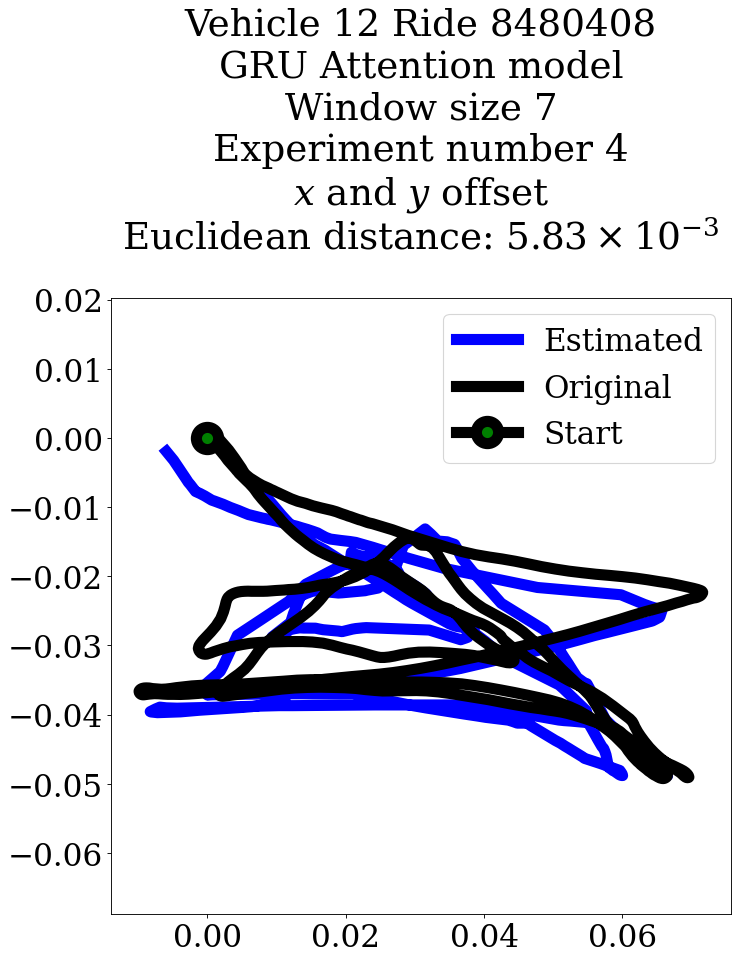 Vehicle 12 Ride 8480408
GRU Attention model
Window size 7
Experiment number 4
x and y offset
Euclidean distance: 5.83 × 10⁻³
Estimated
Original
Start
0.02
0.01
0.00
−0.01
−0.02
−0.03
−0.04
−0.05
−0.06
0.00 0.02 0.04 0.06